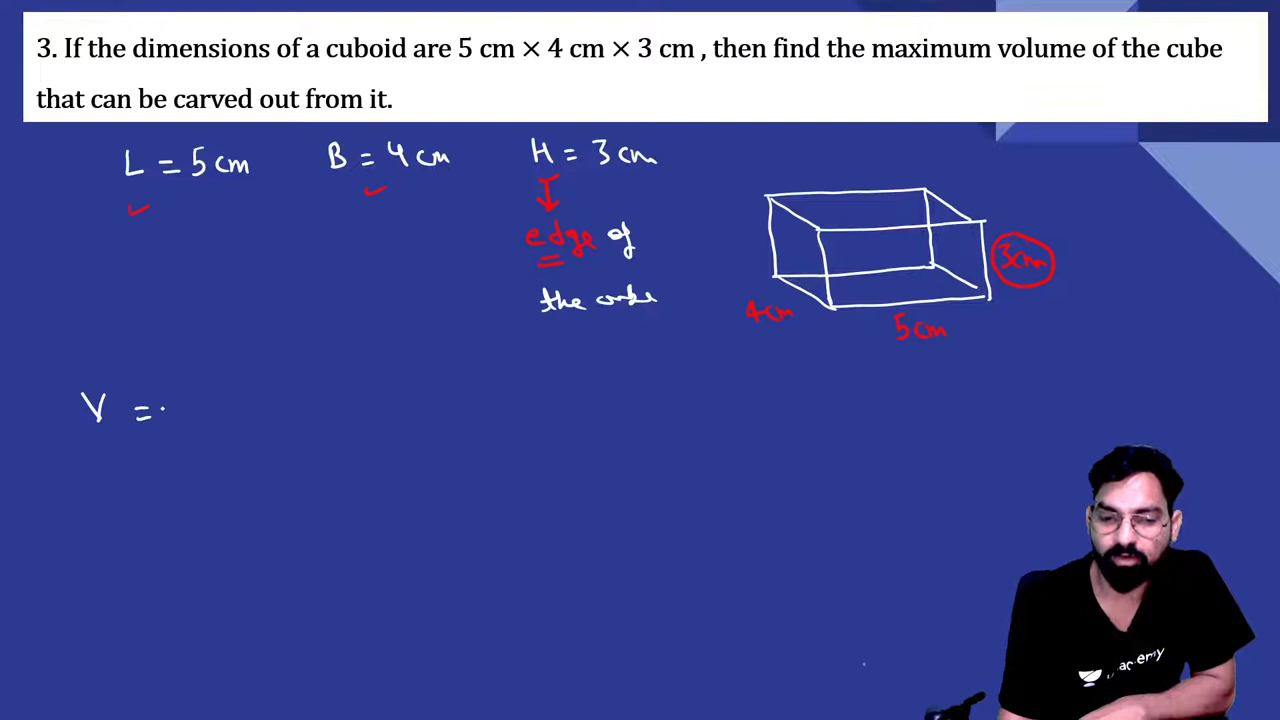 3. If the dimensions of a cuboid are 5 cm × 4 cm × 3 cm , then find the maximum volume of the cube
that can be carved out from it.
L = 5 cm B = 4 cm H = 3 cm
edge of
the cube
3cm
4cm
5cm
V =